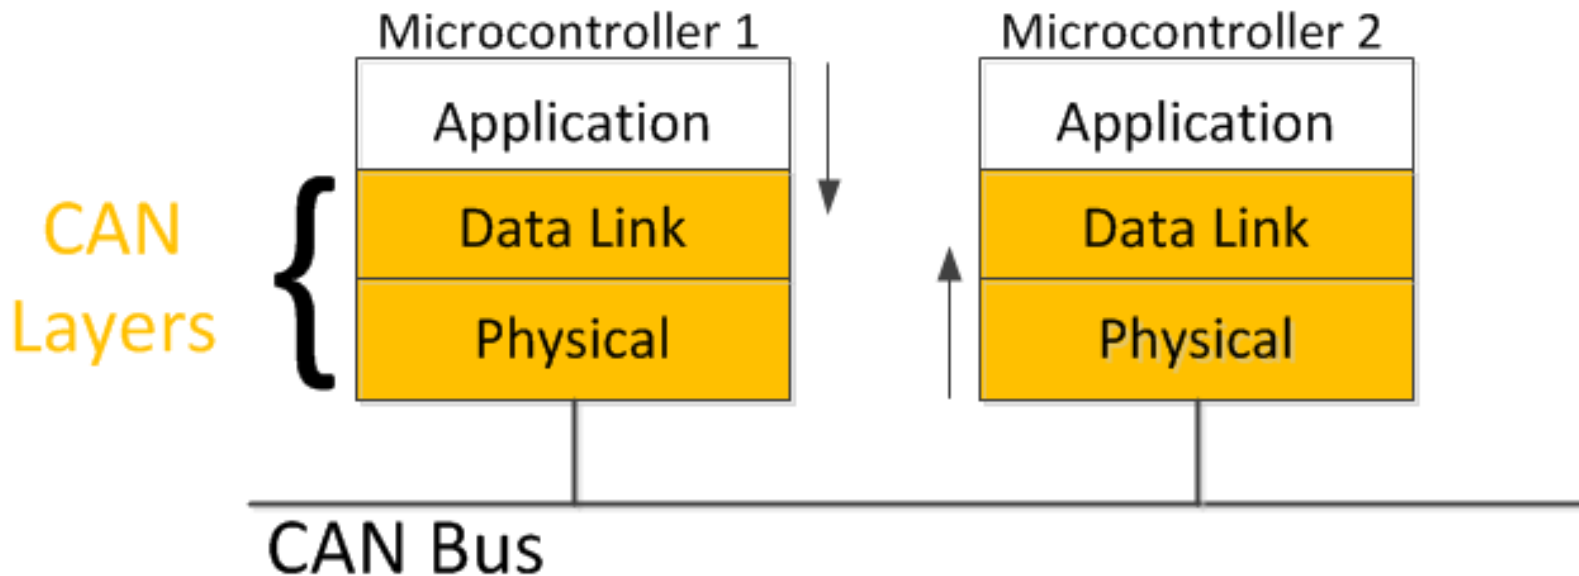 Microcontroller 1
Microcontroller 2
Application
Application
CAN
Layers
{
Data Link
Data Link
Physical
Physical
CAN Bus